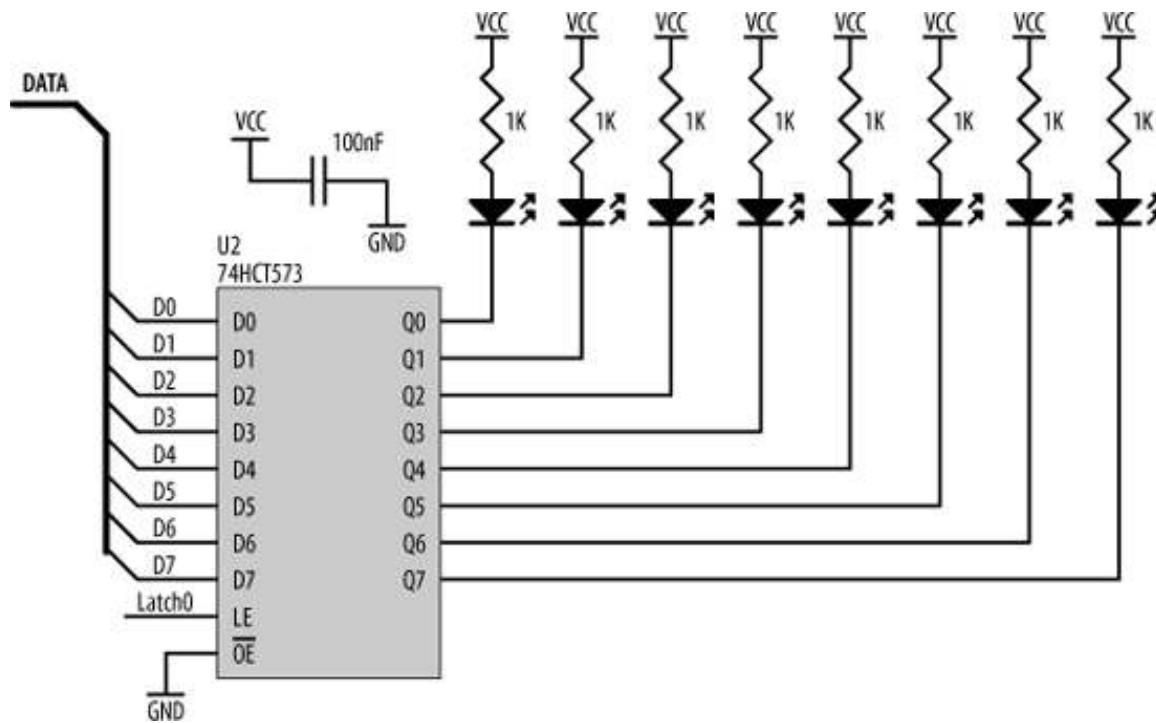 VCC VCC VCC VCC VCC VCC VCC VCC
DATA
1K 1K 1K 1K 1K 1K 1K 1K
VCC
100nF
GND
U2
74HCT573
D0 D0 Q0
D1 D1 Q1
D2 D2 Q2
D3 D3 Q3
D4 D4 Q4
D5 D5 Q5
D6 D6 Q6
D7 D7 Q7
Latch0 LE
OE
GND